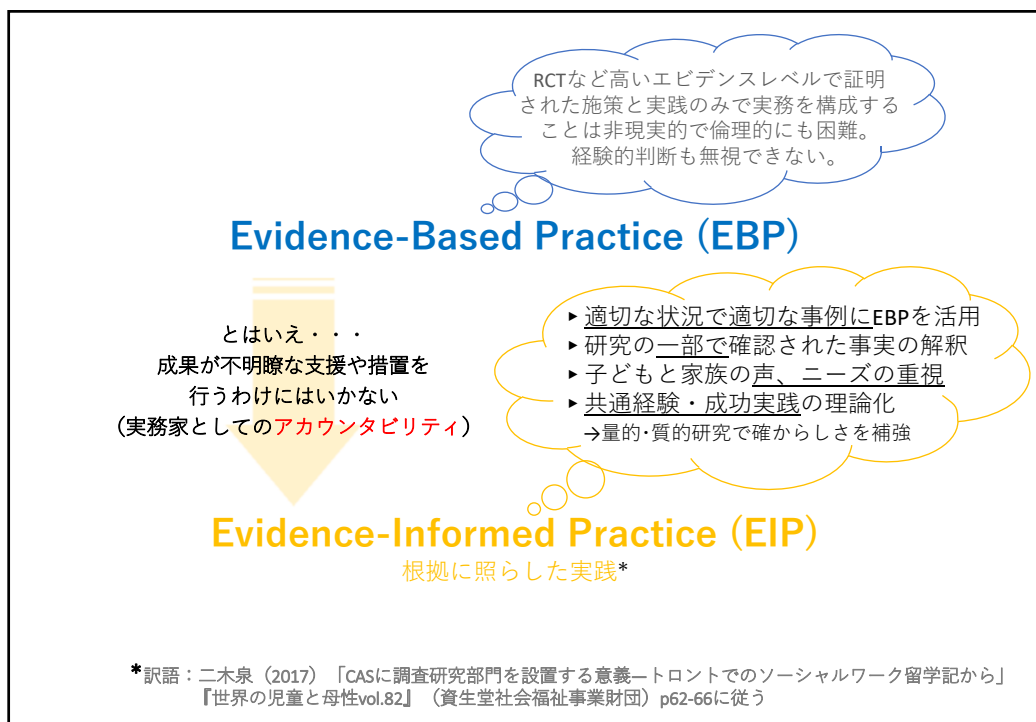 RCTなど高いエビデンスレベルで証明
された施策と実践のみで実務を構成する
ことは非現実的で倫理的にも困難。
経験的判断も無視できない。
Evidence-Based Practice (EBP)
とはいえ・・・
成果が不明瞭な支援や措置を
行うわけにはいかない
(実務家としてのアカウンタビリティ)
▸ 適切な状況で適切な事例にEBPを活用
▸ 研究の一部で確認された事実の解釈
▸ 子どもと家族の声、ニーズの重視
▸ 共通経験・成功実践の理論化
→量的･質的研究で確からしさを補強
Evidence-Informed Practice (EIP)
根拠に照らした実践*
*訳語：二木泉（2017）「CASに調査研究部門を設置する意義―トロントでのソーシャルワーク留学記から」
『世界の児童と母性vol.82』（資生堂社会福祉事業財団）p62-66に従う